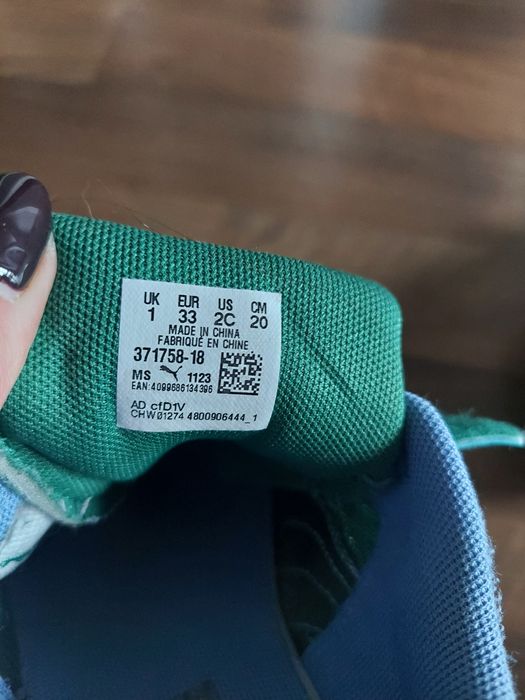 UK EUR US CM
1 33 2C 20
MADE IN CHINA
FABRIQUÉ EN CHINE
371758-18
MS 1123
EAN:4099686134396
AD cfD1V
CHW01274 4800906444_1